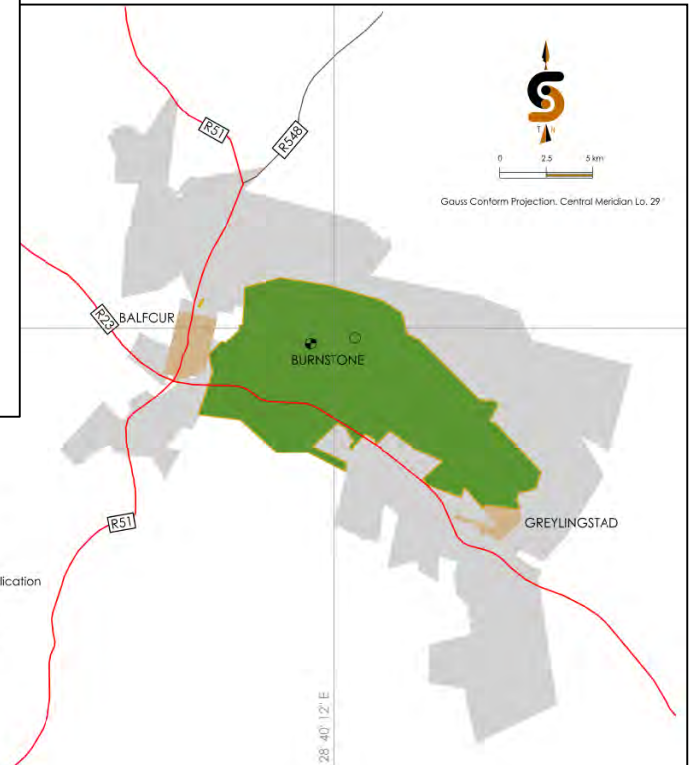 R51
R548
T N
0 2.5 5 km
Gauss Conform Projection. Central Meridian Lo. 29
R23
BALFCUR
BURNSTONE
GREYLINGSTAD
R51
lication
28 40' 12" E